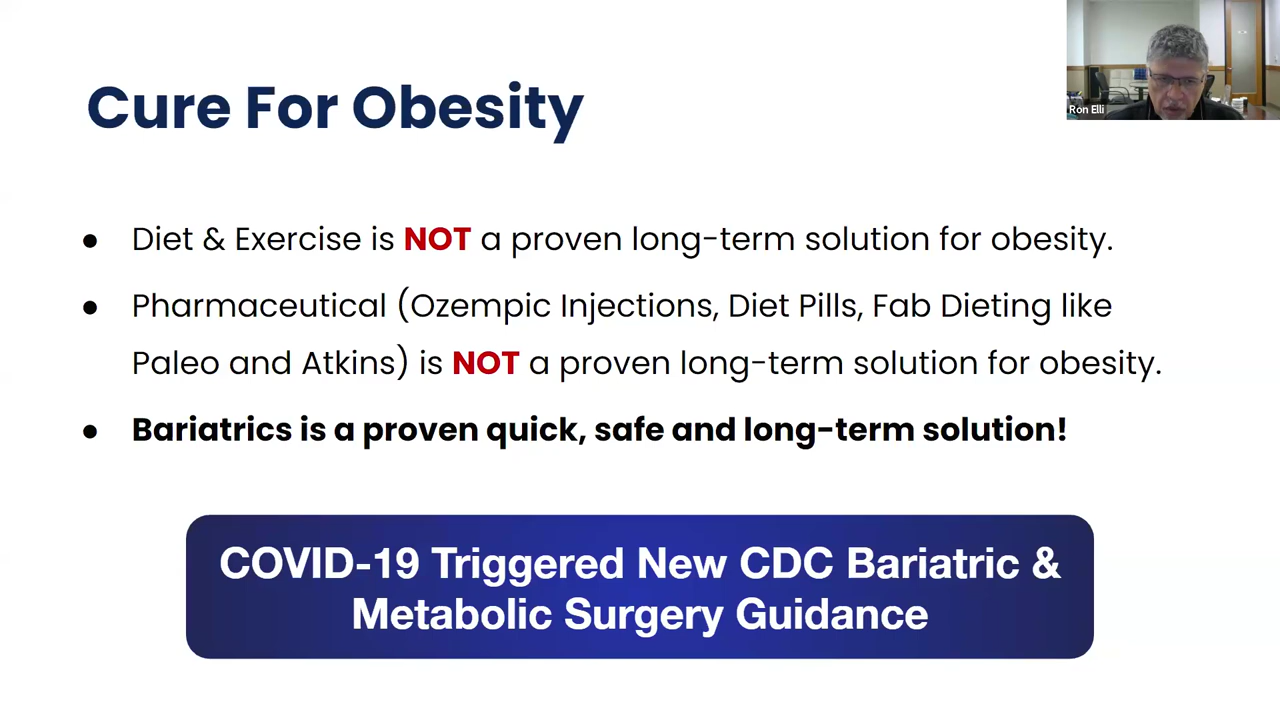 Cure For Obesity
Ron Elli
● Diet & Exercise is NOT a proven long-term solution for obesity.
● Pharmaceutical (Ozempic Injections, Diet Pills, Fab Dieting like
Paleo and Atkins) is NOT a proven long-term solution for obesity.
● Bariatrics is a proven quick, safe and long-term solution!
COVID-19 Triggered New CDC Bariatric &
Metabolic Surgery Guidance